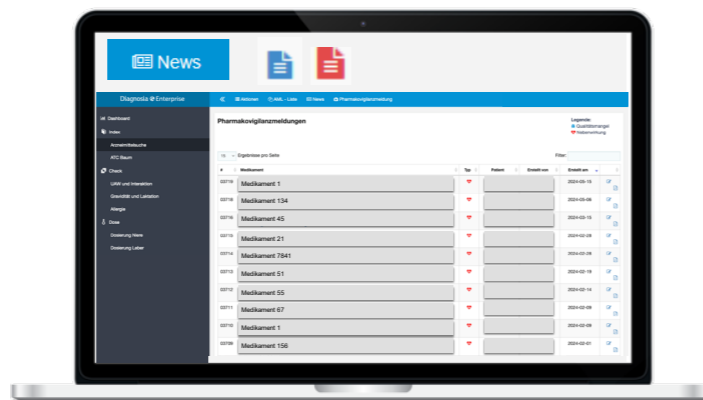 News
Diagnosia @ Enterprise
Aktionen AML - Liste News Pharmakovigilanzmeldung
Dashboard
Index
Arzneimittelsuche
ATC Baum
Check
UAW und Interaktion
Gravidität und Laktation
Allergie
Dose
Dosierung Niere
Dosierung Leber
Pharmakovigilanzmeldungen
Legende:
Qualitätsmangel
Nebenwirkung
Ergebnisse pro Seite
Filter:
# Medikament Typ Patient Erstellt von Erstellt am
03719 Medikament 1 2024-05-15
03718 Medikament 134 2024-05-06
03716 Medikament 45 2024-03-15
03715 Medikament 21 2024-02-29
03714 Medikament 7841 2024-02-28
03713 Medikament 51 2024-02-19
03712 Medikament 55 2024-02-14
03711 Medikament 67 2024-02-09
03710 Medikament 1 2024-02-09
03709 Medikament 156 2024-02-01